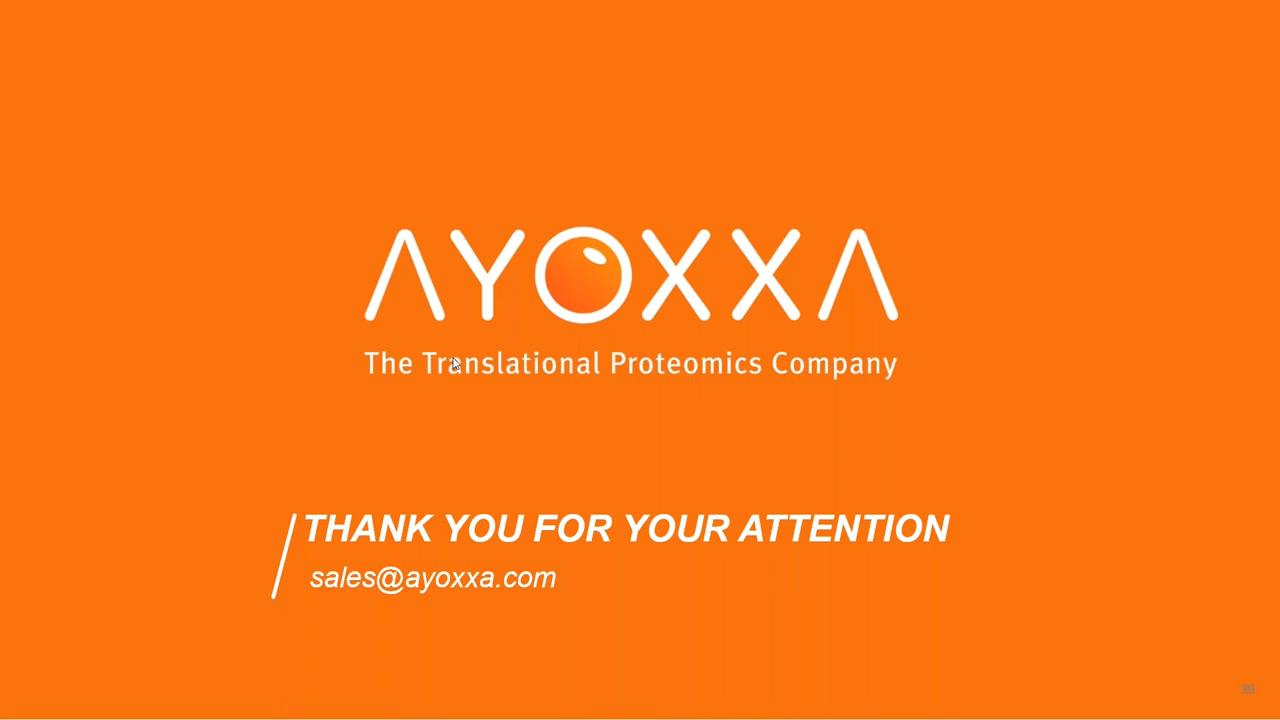 AYOXXA
The Translational Proteomics Company
THANK YOU FOR YOUR ATTENTION
sales@ayoxxa.com